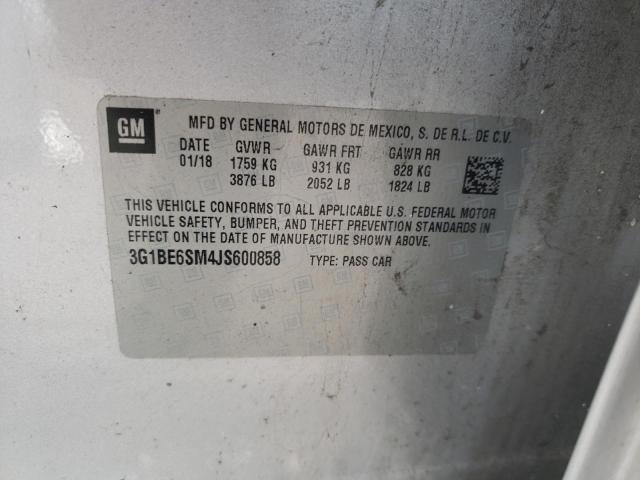 GM
MFD BY GENERAL MOTORS DE MEXICO, S. DE R.L. DE C.V.
DATE GVWR GAWR FRT GAWR RR
01/18 1759 KG 931 KG 828 KG
3876 LB 2052 LB 1824 LB
THIS VEHICLE CONFORMS TO ALL APPLICABLE U.S. FEDERAL MOTOR
VEHICLE SAFETY, BUMPER, AND THEFT PREVENTION STANDARDS IN
EFFECT ON THE DATE OF MANUFACTURE SHOWN ABOVE.
3G1BE6SM4JS600858 TYPE: PASS CAR